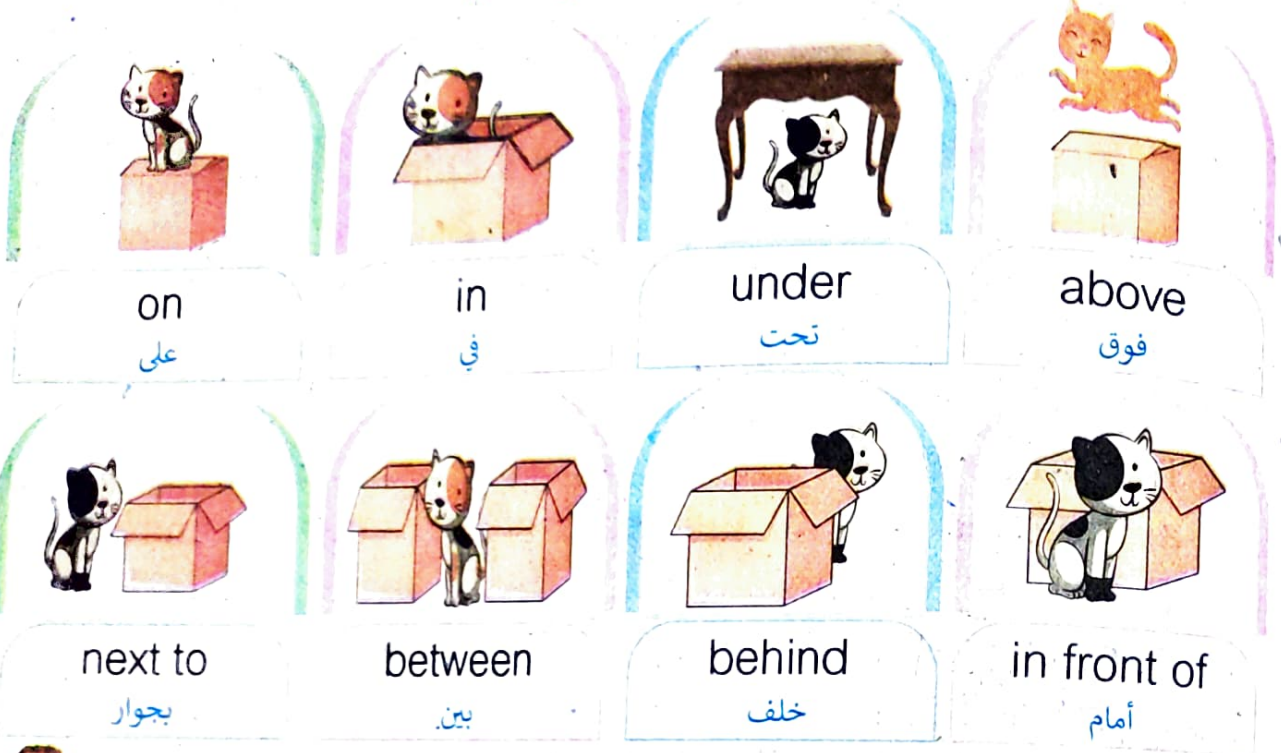 on
على
in
في
under
تحت
above
فوق
next to
بجوار
between
بين
behind
خلف
in front of
أمام